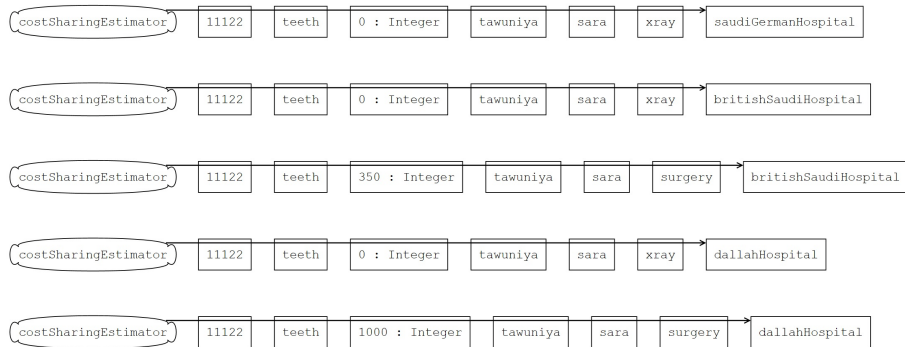 costSharingEstimator 11122 teeth 0 : Integer tawuniya sara xray saudiGermanHospital
costSharingEstimator 11122 teeth 0 : Integer tawuniya sara xray britishSaudiHospital
costSharingEstimator 11122 teeth 350 : Integer tawuniya sara surgery britishSaudiHospital
costSharingEstimator 11122 teeth 0 : Integer tawuniya sara xray dallahHospital
costSharingEstimator 11122 teeth 1000 : Integer tawuniya sara surgery dallahHospital